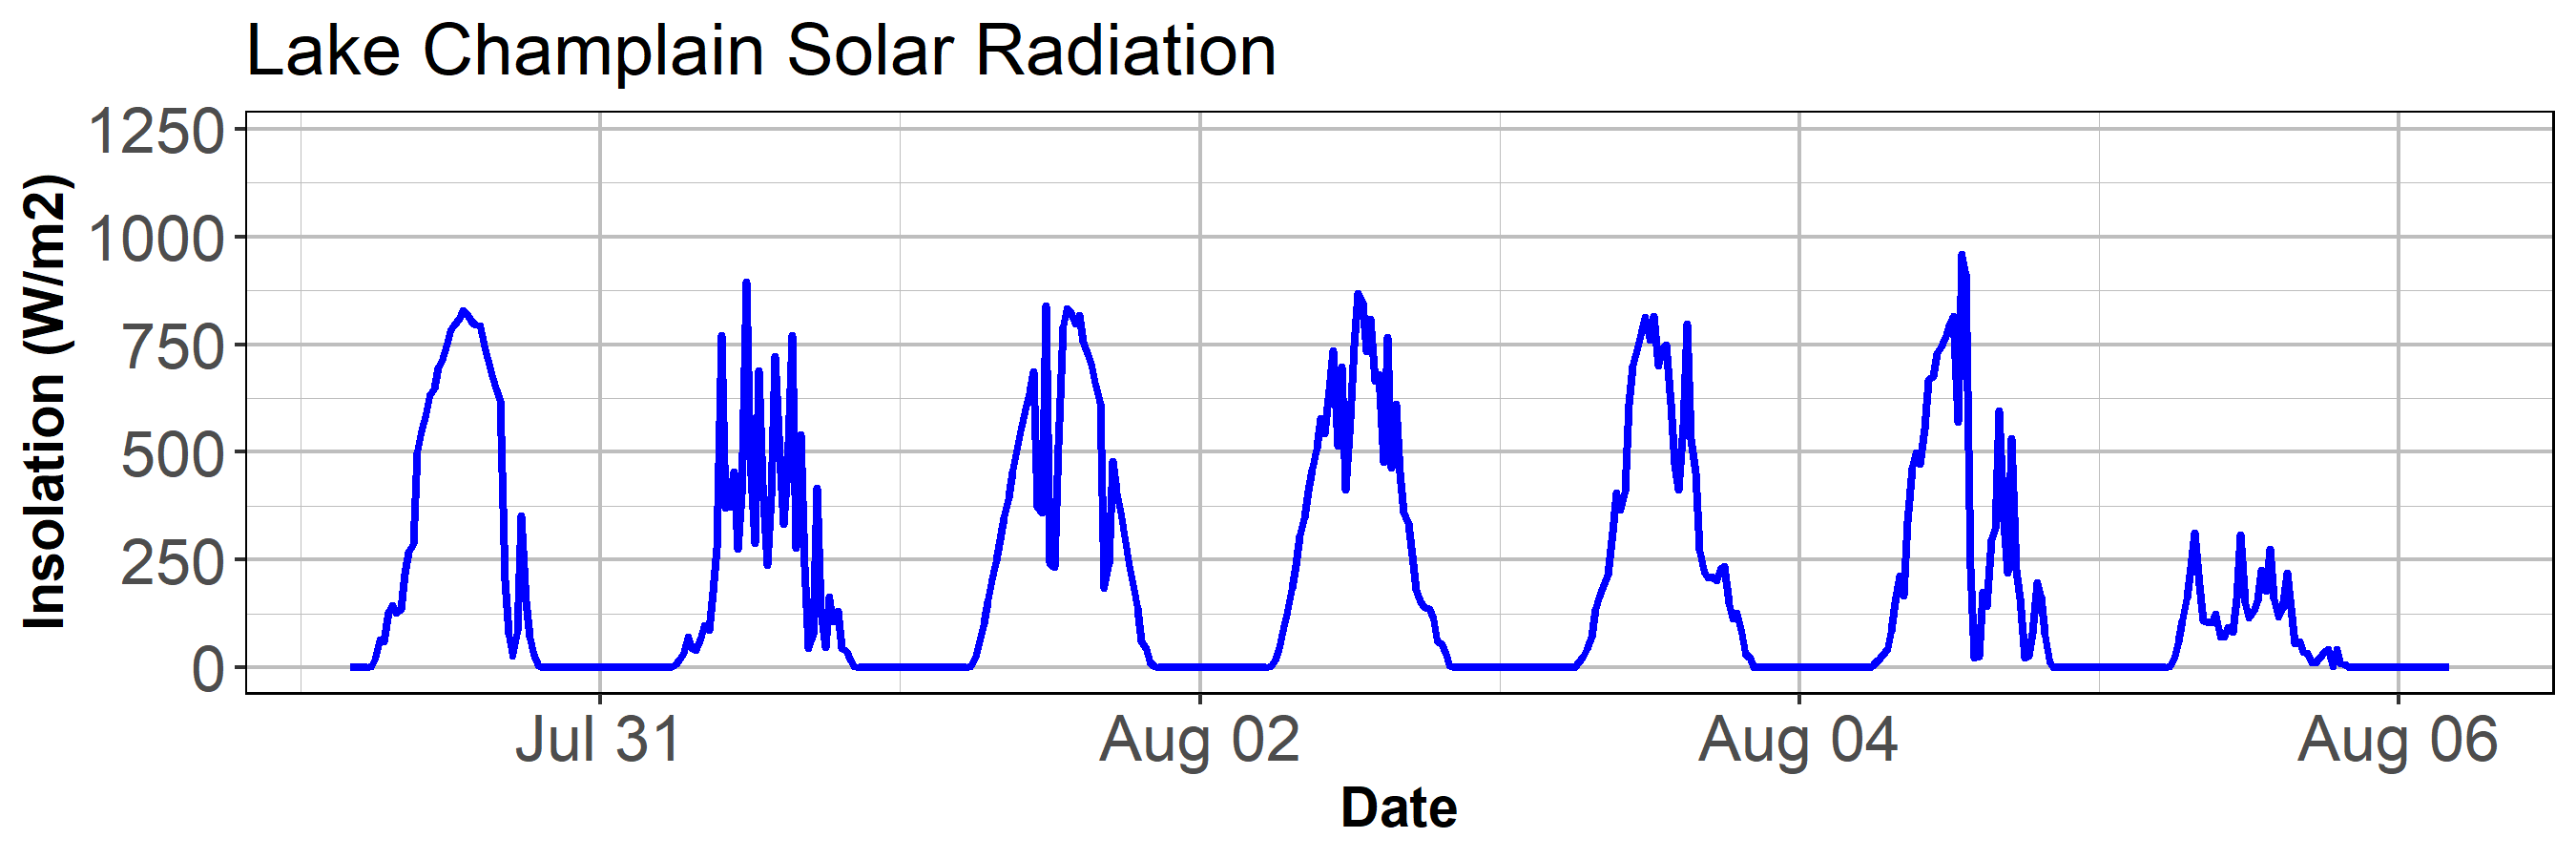 Lake Champlain Solar Radiation
1250
1000
750
500
250
0
Insolation (W/m2)
Jul 31
Aug 02
Aug 04
Aug 06
Date